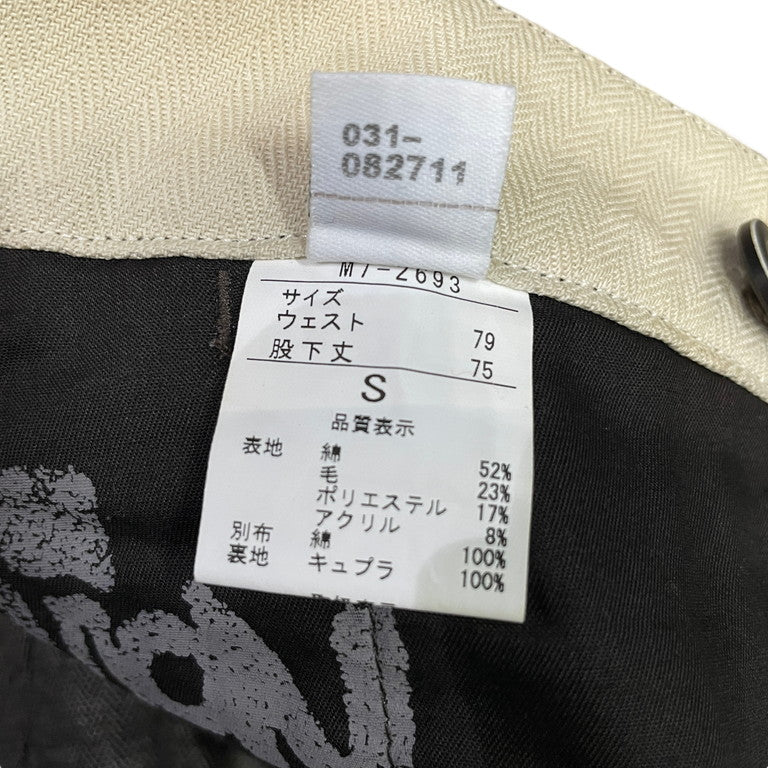 031-
082711
M7-2693
サイズ
ウェスト 79
股下丈 75
S
品質表示
表地 綿 52%
毛 23%
ポリエステル 17%
アクリル 8%
別布 綿 100%
裏地 キュプラ 100%